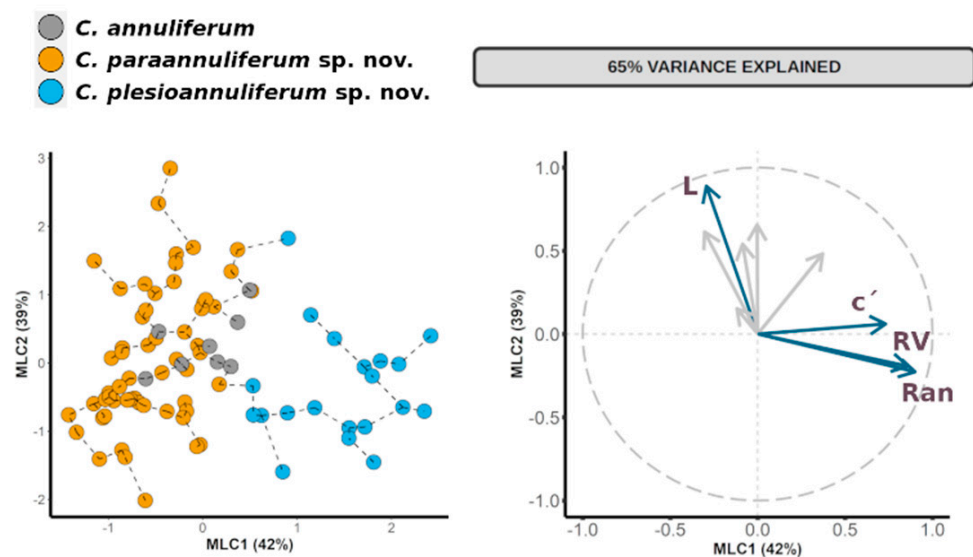 C. annuliferum
C. paraannuliferum sp. nov.
C. plesioannuliferum sp. nov.
65% VARIANCE EXPLAINED
3
2
1
0
-1
-2
MLC2 (39%)
-1
0
1
2
MLC1 (42%)
1.0
0.5
0.0
-0.5
-1.0
MLC2 (39%)
L
c´
RV
Ran
-1.0
-0.5
0.0
0.5
1.0
MLC1 (42%)